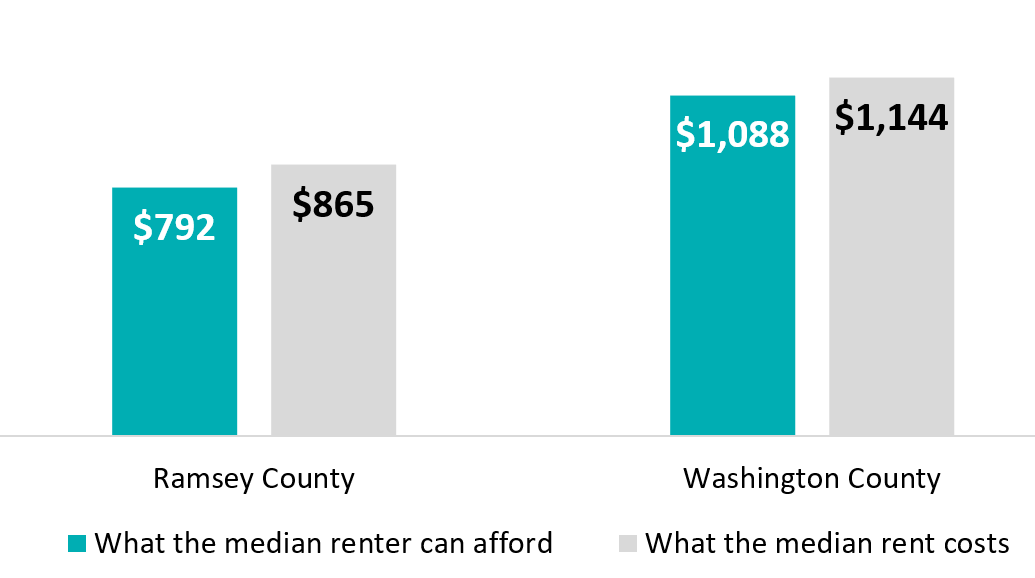 $1,088
$1,144
$792
$865
Ramsey County
Washington County
What the median renter can afford
What the median rent costs